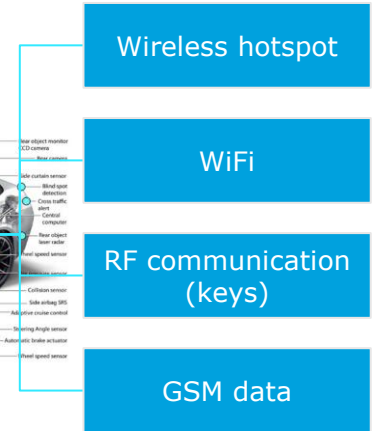 Wireless hotspot
WiFi
RF communication
(keys)
GSM data
Rear object monitor
CCD camera
Rear camera
Side curtain sensor
Blind spot
detection
Cross traffic
alert
Central
computer
Rear object
laser radar
Wheel speed sensor
Collision sensor
Side airbag SRS
Adaptive cruise control
Steering Angle sensor
Automatic brake actuator
Wheel speed sensor